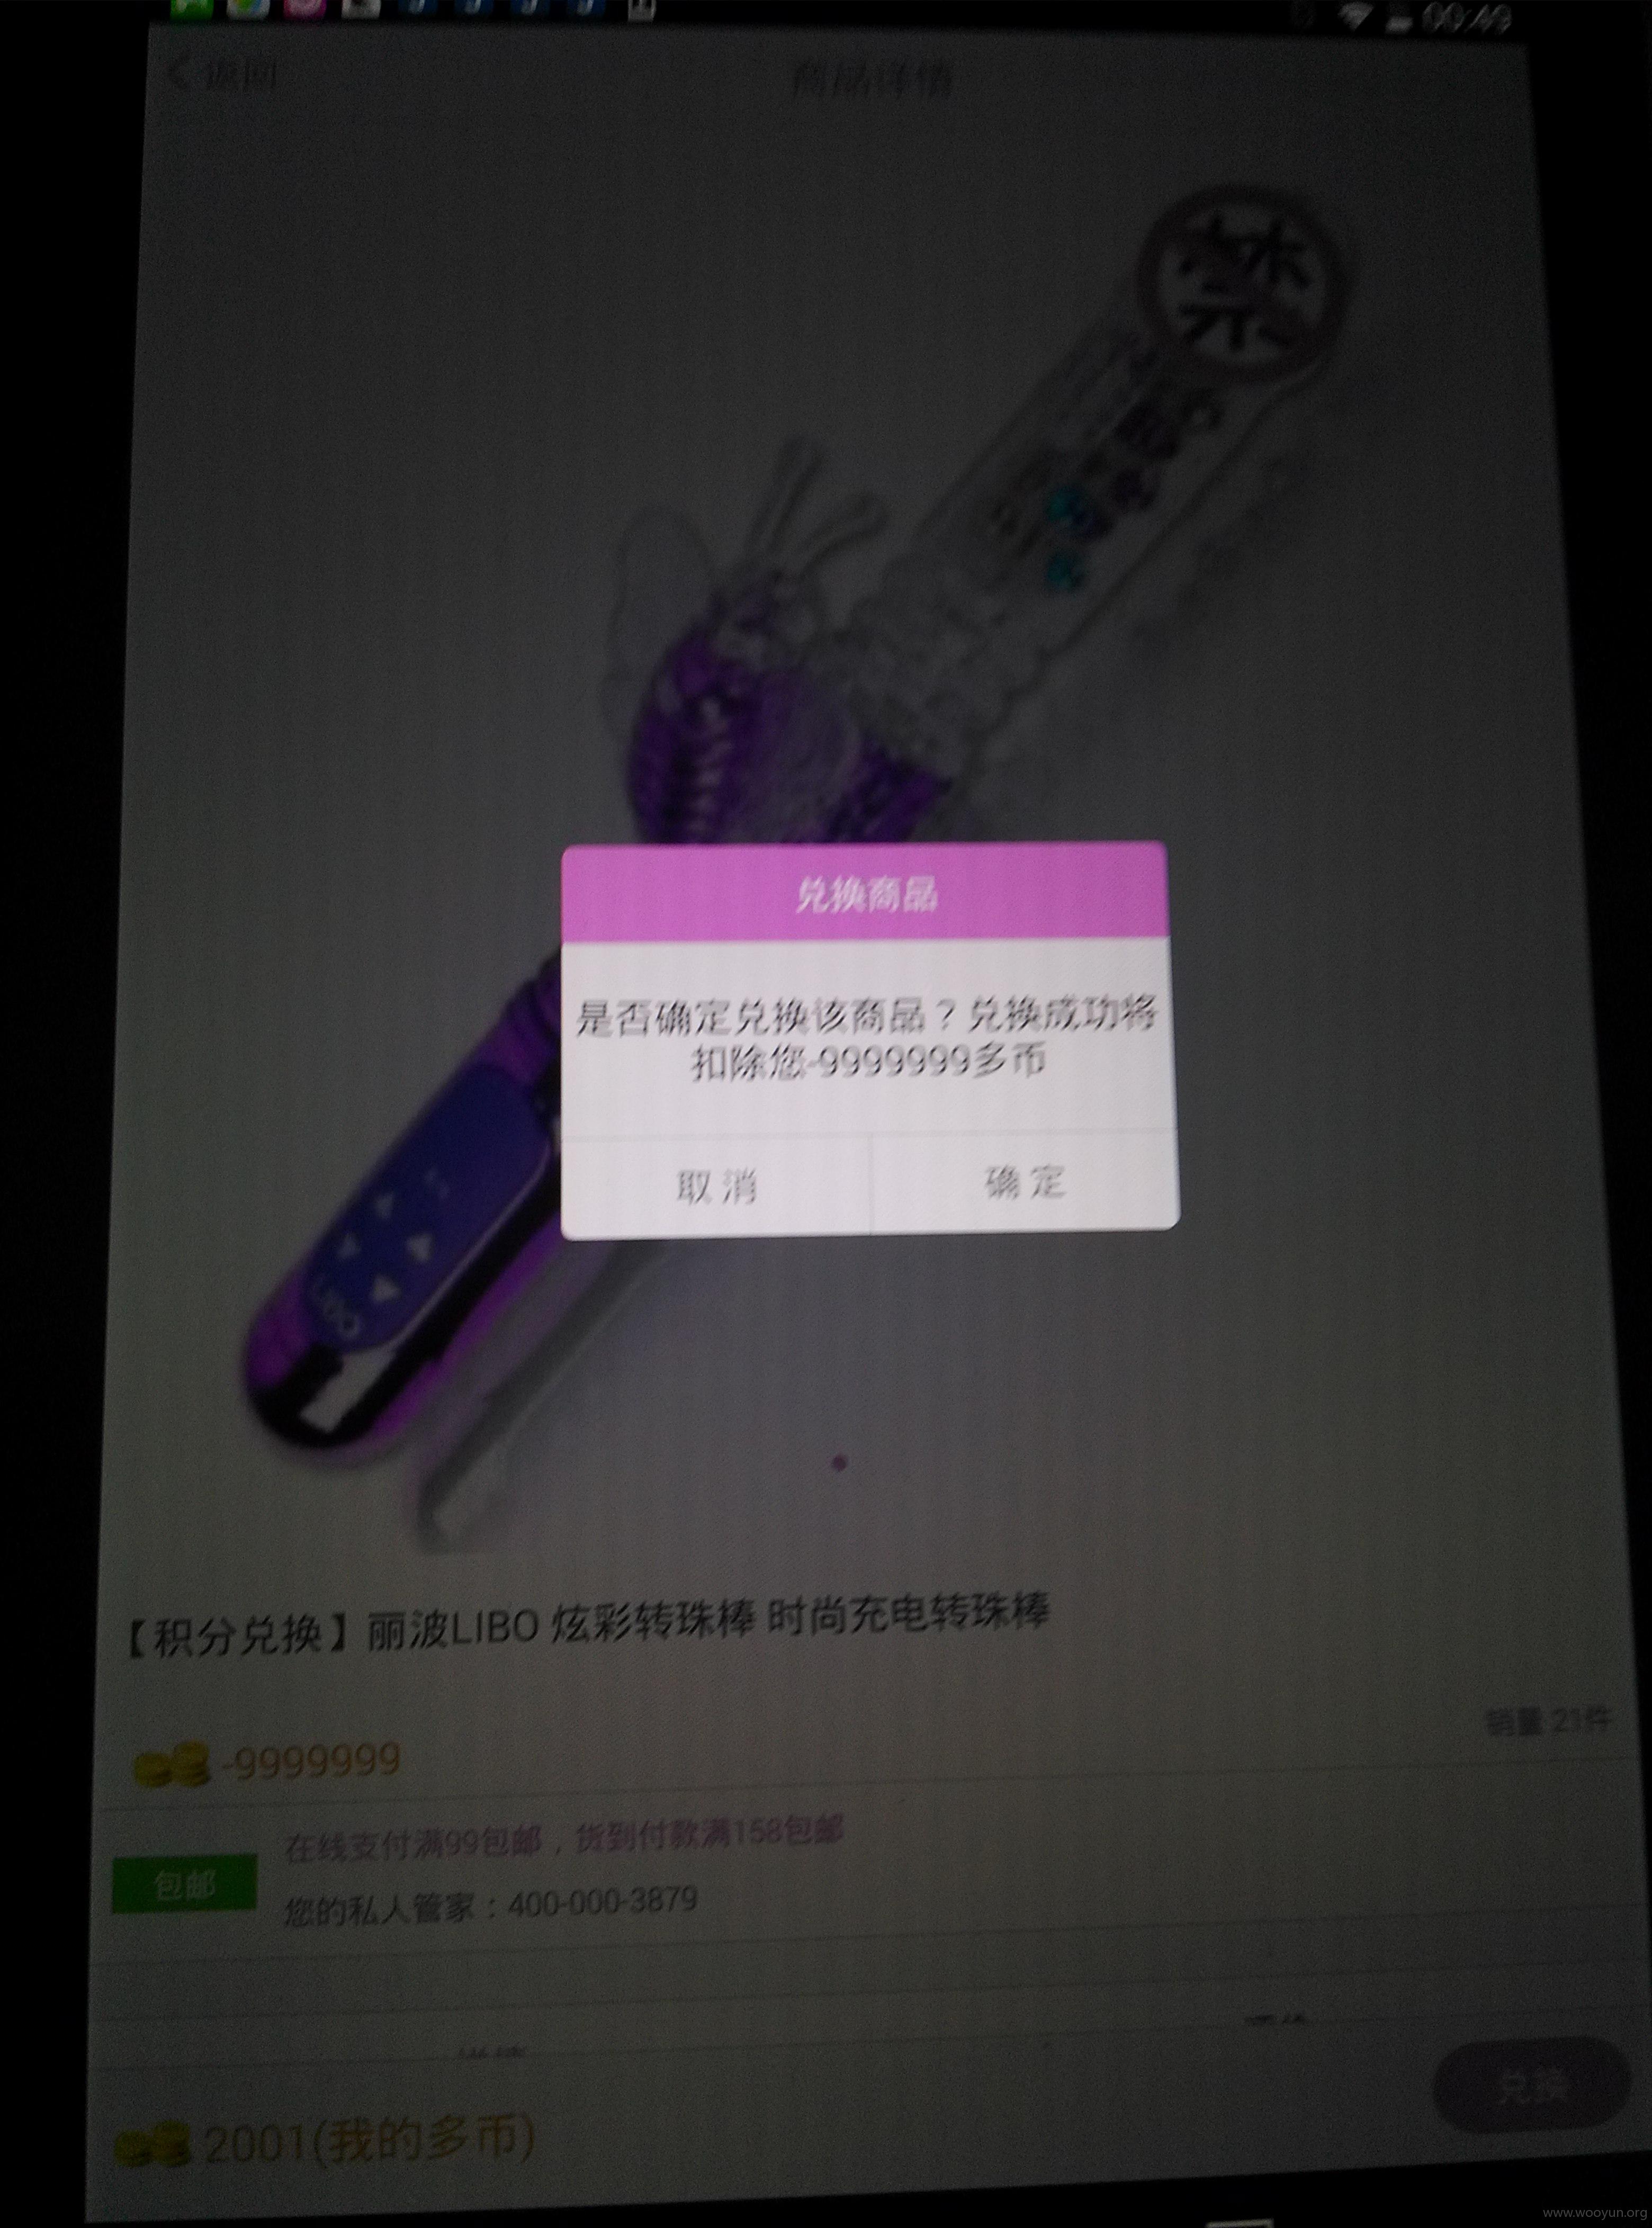 00:49
返回
商品详情
禁
兑换商品
是否确定兑换该商品？兑换成功将
扣除您-9999999多币
取消
确定
LIBO
【积分兑换】丽波LIBO 炫彩转珠棒 时尚充电转珠棒
-9999999
销量 21件
包邮
在线支付满99包邮，货到付款满158包邮
您的私人管家：400-000-3879
2001(我的多币)
兑换
www.wooyun.org